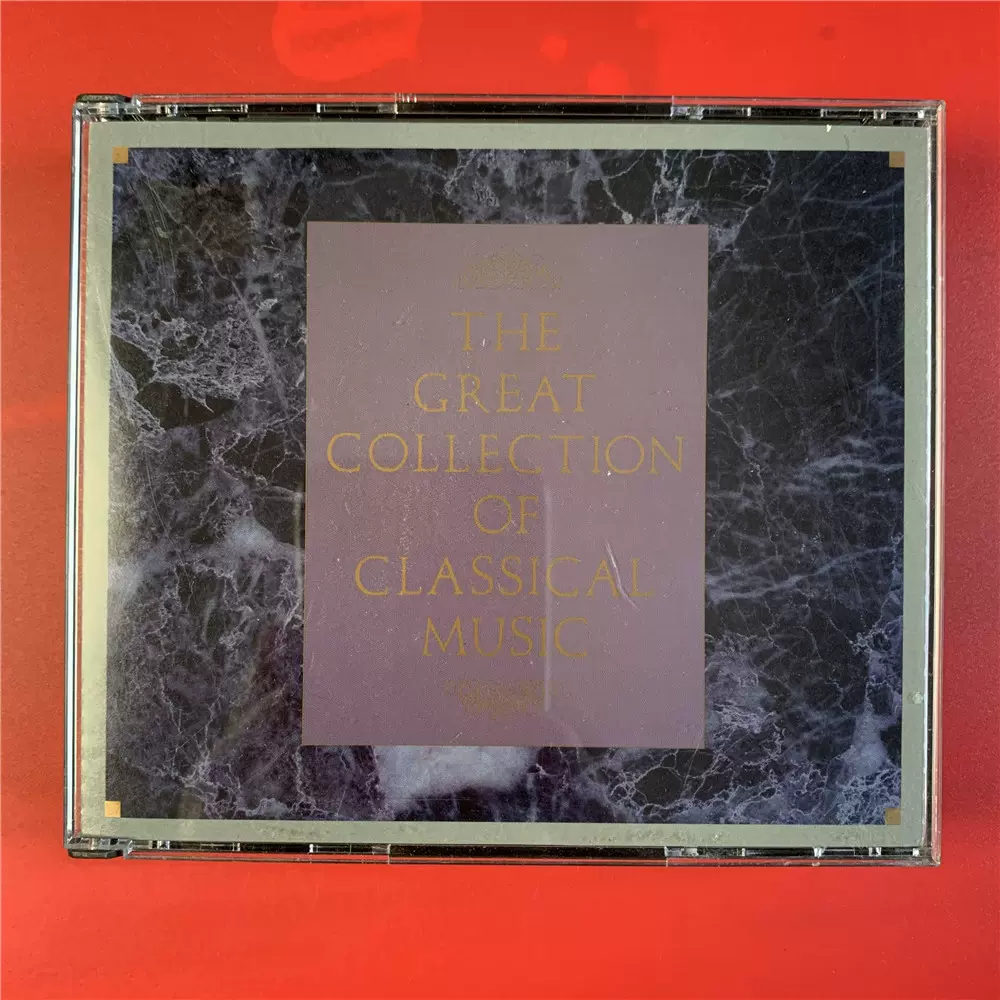 THE
GREAT
COLLECTION
OF
CLASSICAL
MUSIC